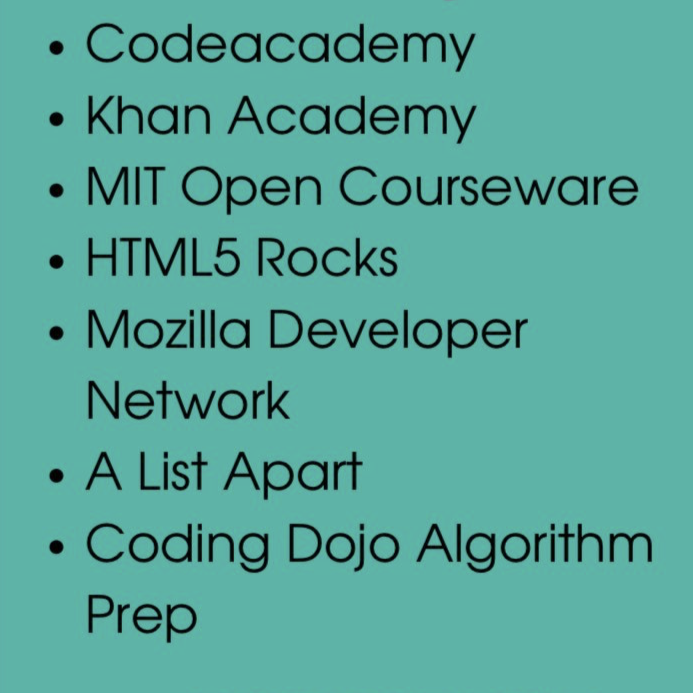 • Codeacademy
• Khan Academy
• MIT Open Courseware
• HTML5 Rocks
• Mozilla Developer
Network
• A List Apart
• Coding Dojo Algorithm
Prep